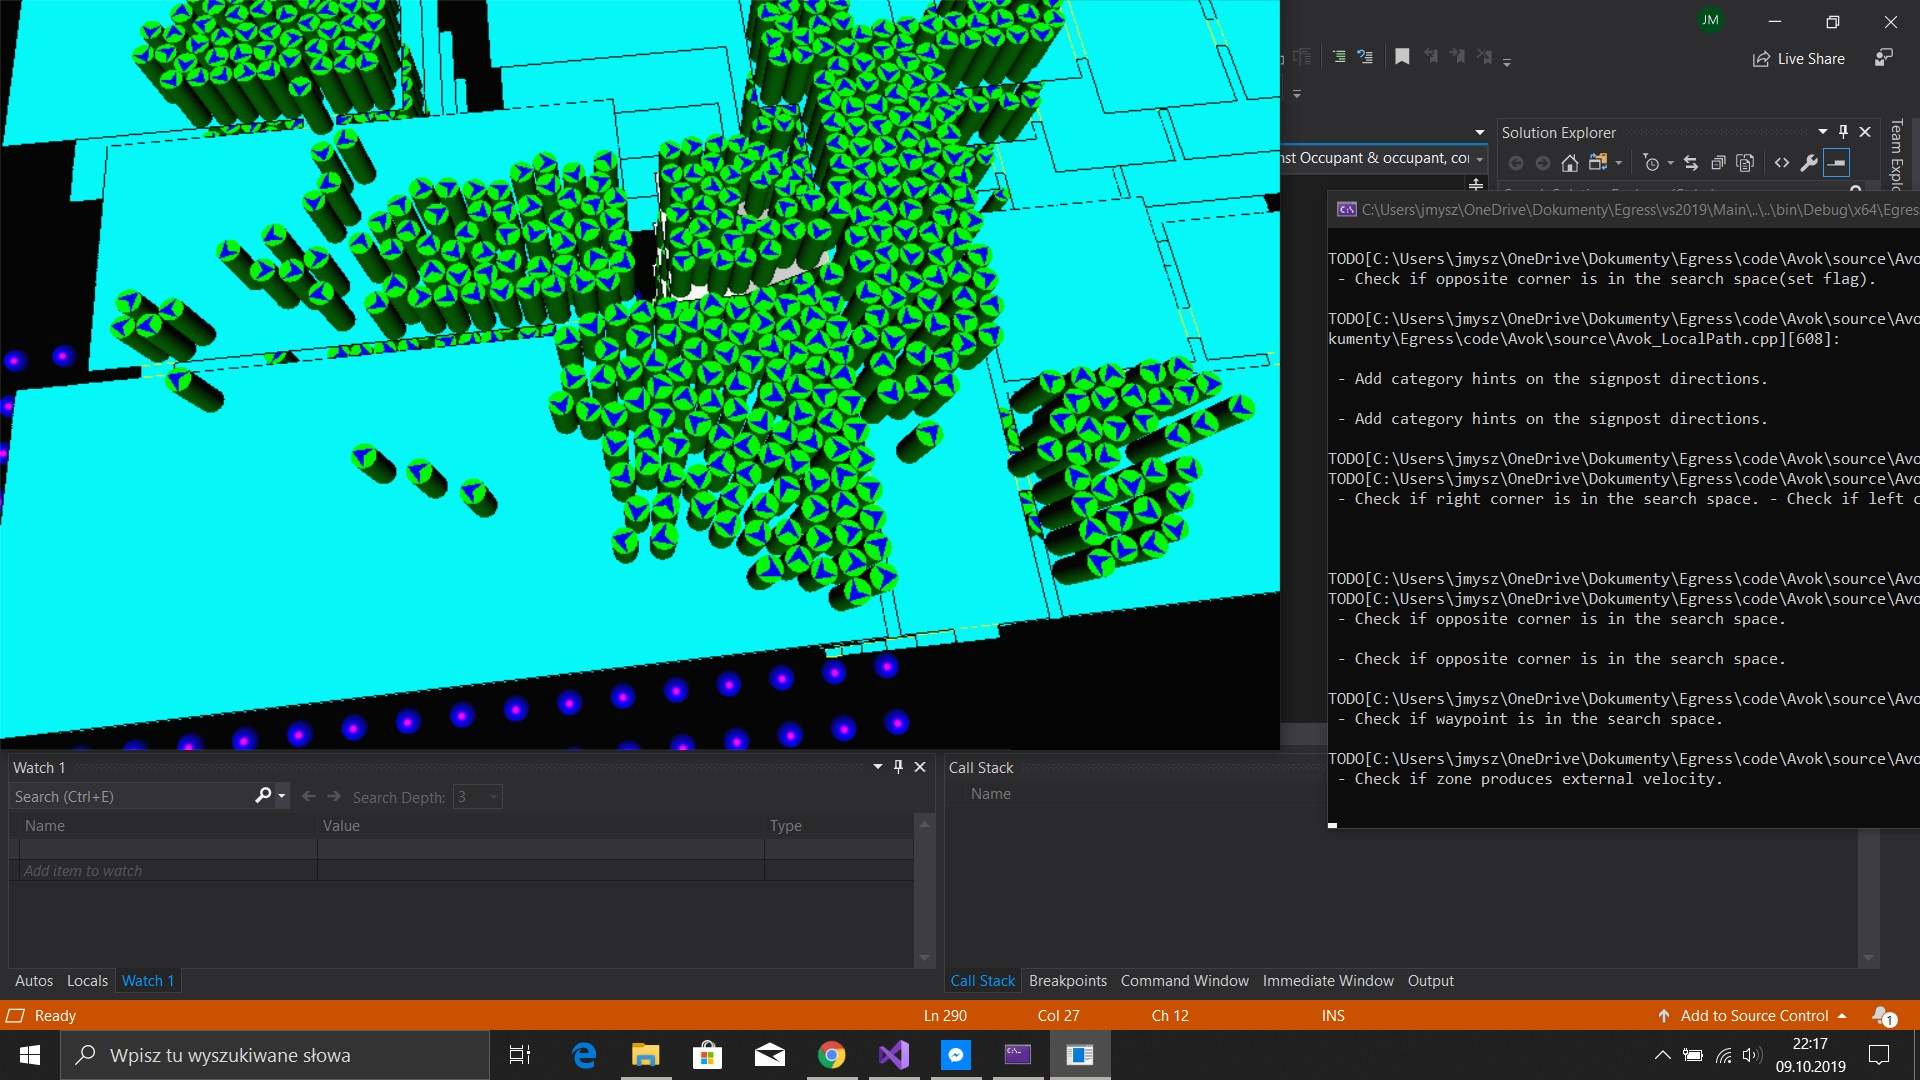 JM
Live Share
Solution Explorer
Team Explo
nst Occupant & occupant, co
C:\Users\jmysz\OneDrive\Dokumenty\Egress\vs2019\Main\..\..\bin\Debug\x64\Egres
TODO[C:\Users\jmysz\OneDrive\Dokumenty\Egress\code\Avok\source\Avo
- Check if opposite corner is in the search space(set flag).
TODO[C:\Users\jmysz\OneDrive\Dokumenty\Egress\code\Avok\source\Avo
kumenty\Egress\code\Avok\source\Avok_LocalPath.cpp][608]:
- Add category hints on the signpost directions.
- Add category hints on the signpost directions.
TODO[C:\Users\jmysz\OneDrive\Dokumenty\Egress\code\Avok\source\Avo
TODO[C:\Users\jmysz\OneDrive\Dokumenty\Egress\code\Avok\source\Avo
- Check if right corner is in the search space. - Check if left c
TODO[C:\Users\jmysz\OneDrive\Dokumenty\Egress\code\Avok\source\Avo
TODO[C:\Users\jmysz\OneDrive\Dokumenty\Egress\code\Avok\source\Avo
- Check if opposite corner is in the search space.
- Check if opposite corner is in the search space.
TODO[C:\Users\jmysz\OneDrive\Dokumenty\Egress\code\Avok\source\Avo
- Check if waypoint is in the search space.
TODO[C:\Users\jmysz\OneDrive\Dokumenty\Egress\code\Avok\source\Avo
- Check if zone produces external velocity.
Watch 1
Search (Ctrl+E)
Search Depth: 3
Name Value Type
Add item to watch
Autos Locals Watch 1
Call Stack
Name
Call Stack Breakpoints Command Window Immediate Window Output
Ready Ln 290 Col 27 Ch 12 INS Add to Source Control 1
Wpisz tu wyszukiwane słowa
22:17
09.10.2019